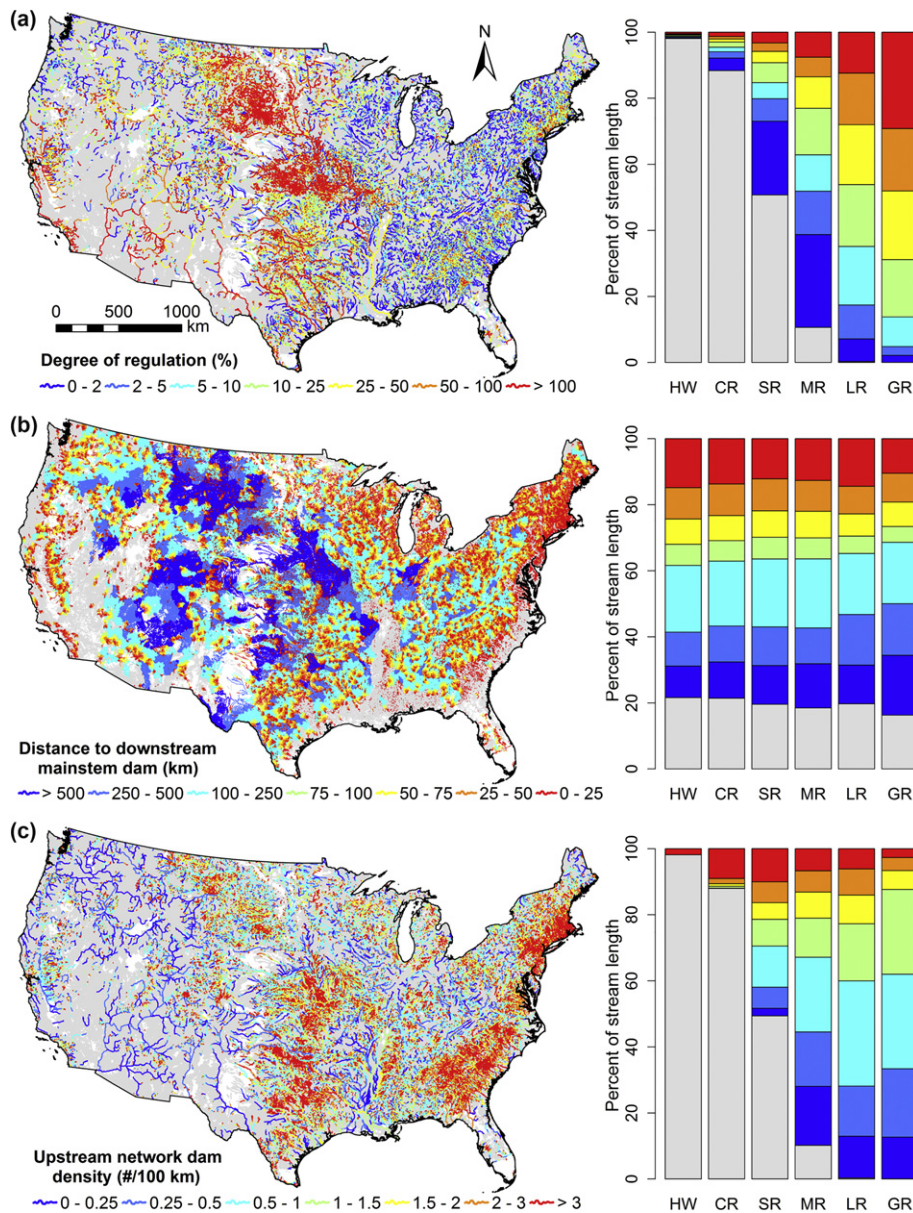 (a)
N
0 500 1000
km
Degree of regulation (%)
0 - 2 2 - 5 5 - 10 10 - 25 25 - 50 50 - 100 > 100
Percent of stream length
0 20 40 60 80 100
HW CR SR MR LR GR
(b)
Distance to downstream
mainstem dam (km)
> 500 250 - 500 100 - 250 75 - 100 50 - 75 25 - 50 0 - 25
Percent of stream length
0 20 40 60 80 100
HW CR SR MR LR GR
(c)
Upstream network dam
density (#/100 km)
0 - 0.25 0.25 - 0.5 0.5 - 1 1 - 1.5 1.5 - 2 2 - 3 > 3
Percent of stream length
0 20 40 60 80 100
HW CR SR MR LR GR